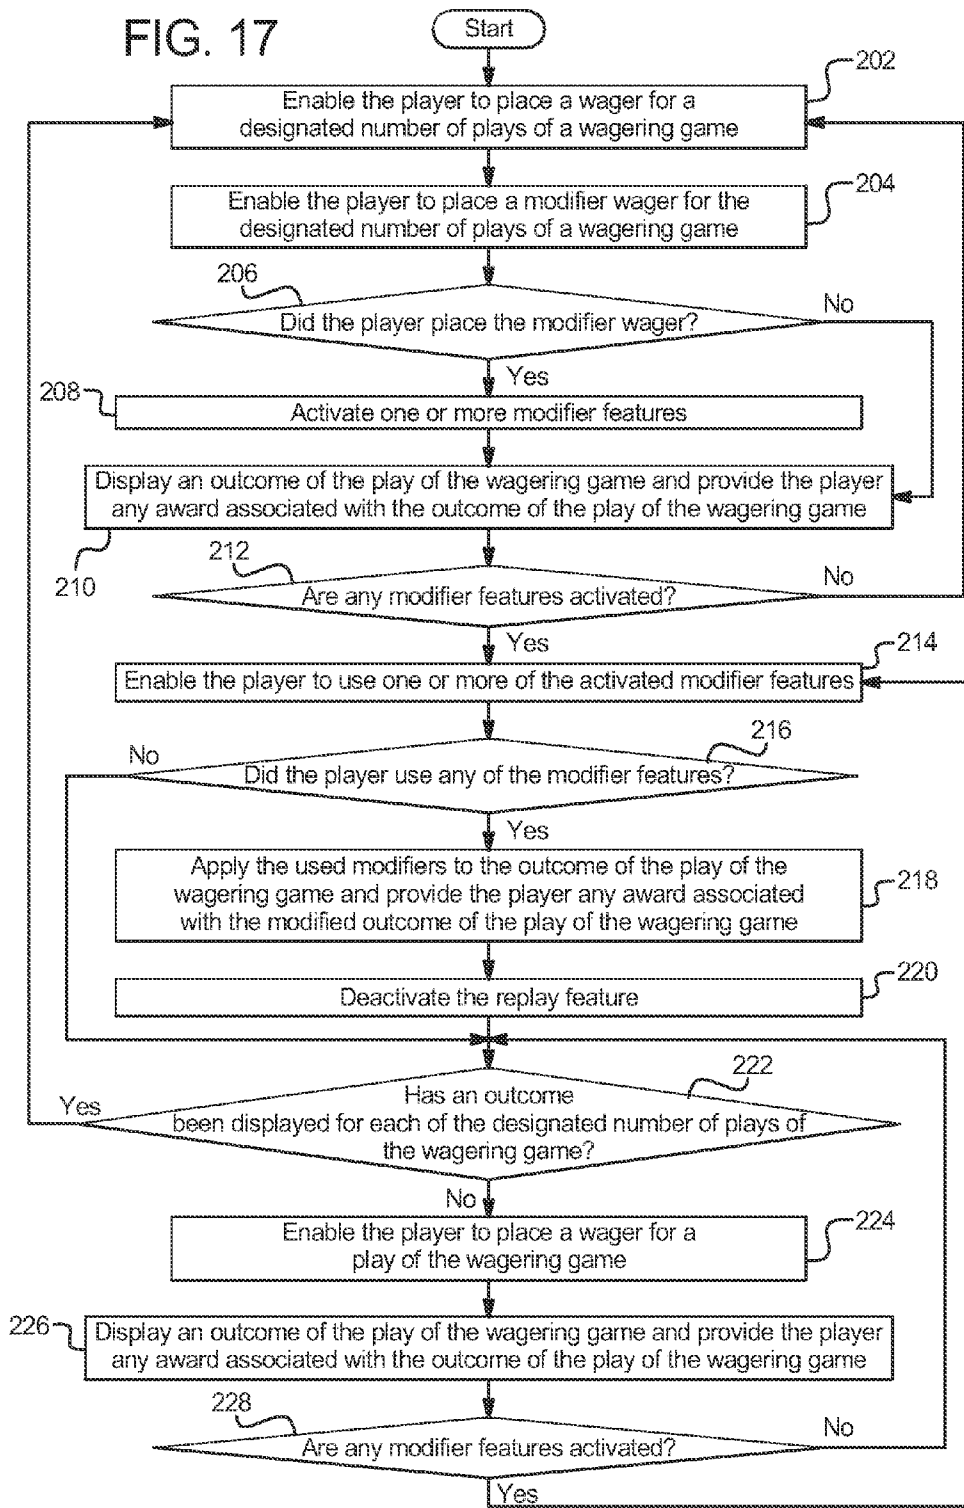 FIG. 17
Start
202
Enable the player to place a wager for a
designated number of plays of a wagering game
204
Enable the player to place a modifier wager for the
designated number of plays of a wagering game
206
No
Did the player place the modifier wager?
Yes
208
Activate one or more modifier features
Display an outcome of the play of the wagering game and provide the player
any award associated with the outcome of the play of the wagering game
210
212
No
Are any modifier features activated?
Yes
214
Enable the player to use one or more of the activated modifier features
No
216
Did the player use any of the modifier features?
Yes
Apply the used modifiers to the outcome of the play of the
wagering game and provide the player any award associated
with the modified outcome of the play of the wagering game
218
220
Deactivate the replay feature
222
Yes
Has an outcome
been displayed for each of the designated number of plays of
the wagering game?
No
224
Enable the player to place a wager for a
play of the wagering game
226
Display an outcome of the play of the wagering game and provide the player
any award associated with the outcome of the play of the wagering game
228
No
Are any modifier features activated?
Yes